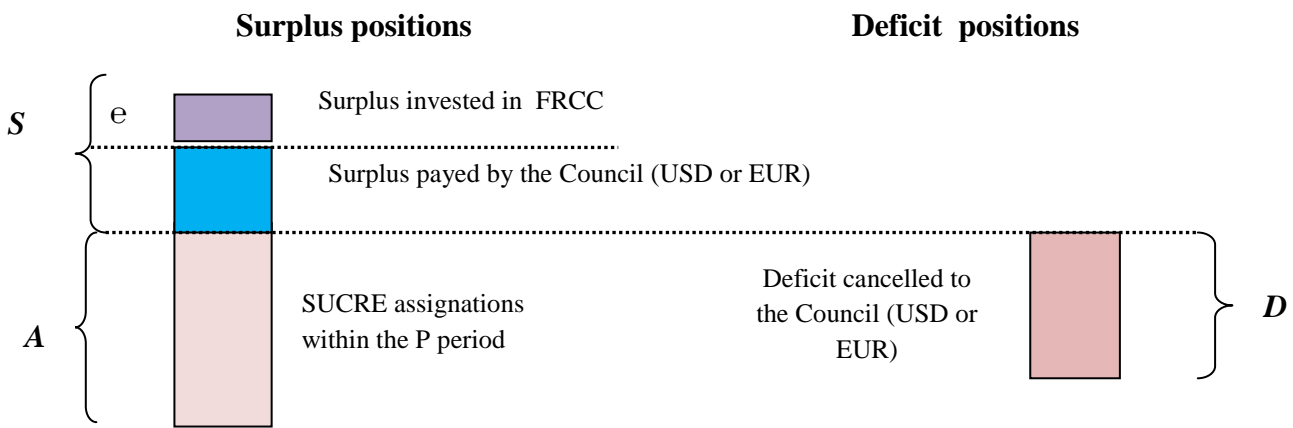 Surplus positions
Deficit positions
S
e
Surplus invested in FRCC
Surplus payed by the Council (USD or EUR)
A
SUCRE assignations
within the P period
Deficit cancelled to
the Council (USD or
EUR)
D